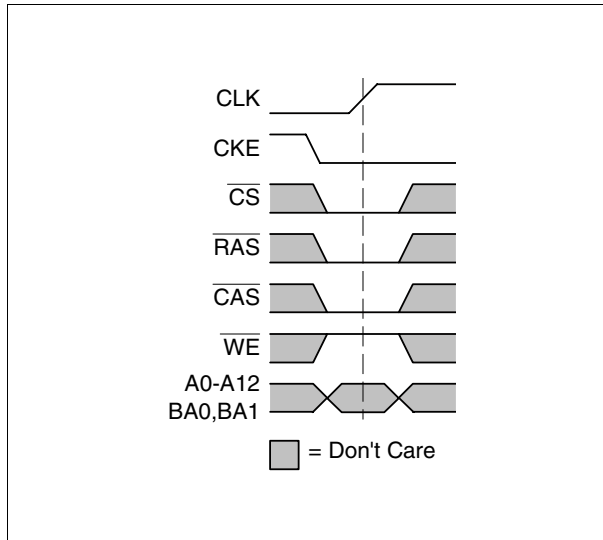 CLK
CKE
CS
RAS
CAS
WE
A0-A12
BA0,BA1
= Don't Care